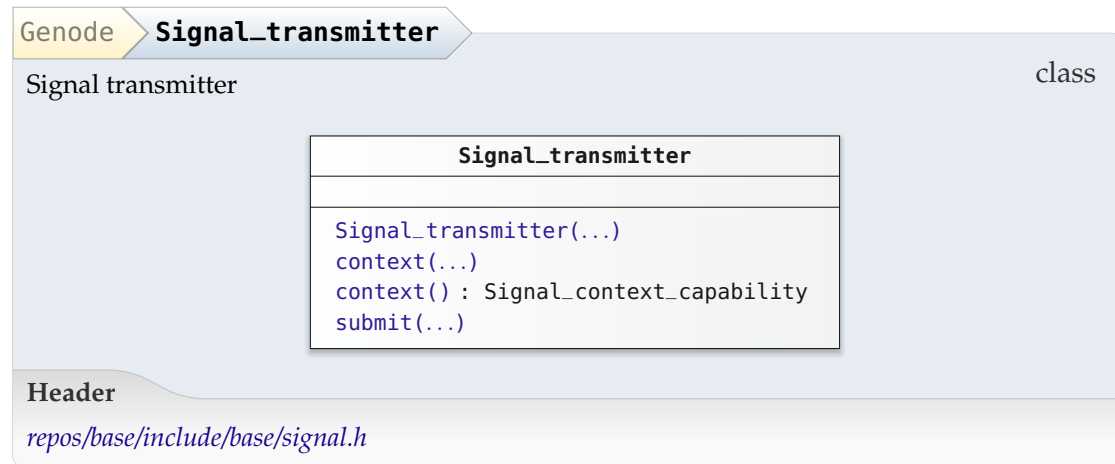 Genode Signal_transmitter
Signal transmitter
class
Signal_transmitter
Signal_transmitter(...)
context(...)
context() : Signal_context_capability
submit(...)
Header
repos/base/include/base/signal.h